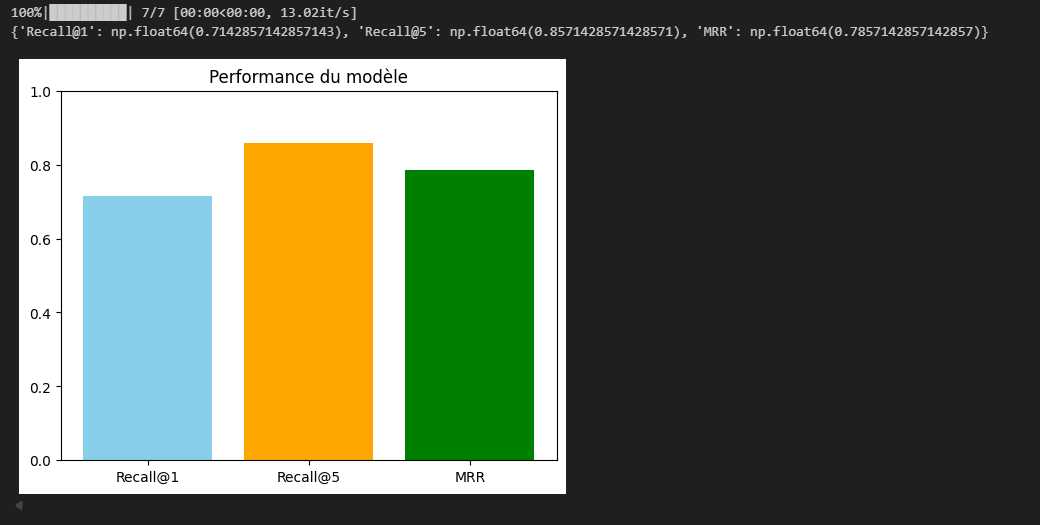 100%|██████████| 7/7 [00:00<00:00, 13.02it/s]
{'Recall@1': np.float64(0.7142857142857143), 'Recall@5': np.float64(0.8571428571428571), 'MRR': np.float64(0.7857142857142857)}
Performance du modèle
1.0
0.8
0.6
0.4
0.2
0.0
Recall@1 Recall@5 MRR